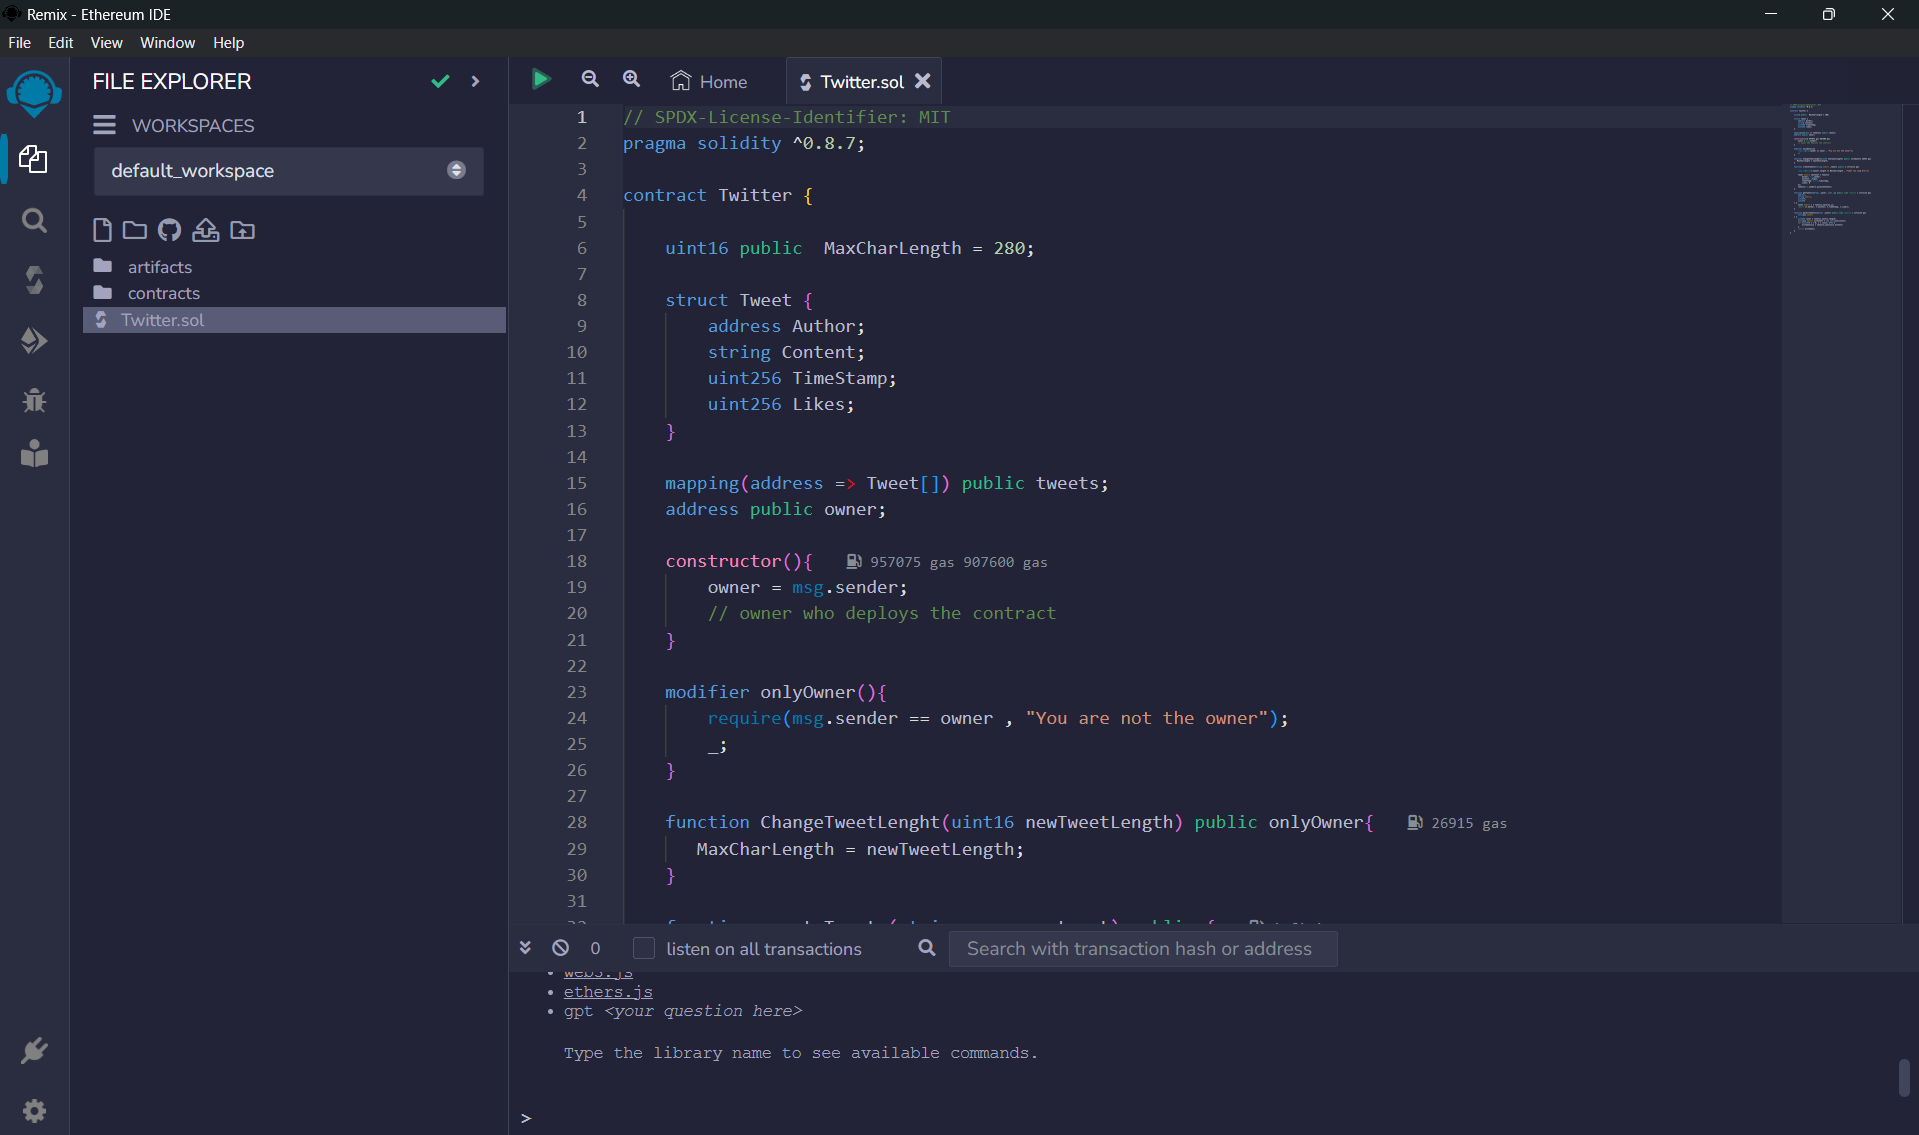 Remix - Ethereum IDE
File Edit View Window Help
FILE EXPLORER
WORKSPACES
default_workspace
artifacts
contracts
Twitter.sol
Home
Twitter.sol
1 // SPDX-License-Identifier: MIT
2 pragma solidity ^0.8.7;
3
4 contract Twitter {
5
6 uint16 public  MaxCharLength = 280;
7
8 struct Tweet {
9 address Author;
10 string Content;
11 uint256 TimeStamp;
12 uint256 Likes;
13 }
14
15 mapping(address => Tweet[]) public tweets;
16 address public owner;
17
18 constructor(){ 957075 gas 907600 gas
19 owner = msg.sender;
20 // owner who deploys the contract
21 }
22
23 modifier onlyOwner(){
24 require(msg.sender == owner , "You are not the owner");
25 _;
26 }
27
28 function ChangeTweetLenght(uint16 newTweetLength) public onlyOwner{ 26915 gas
29 MaxCharLength = newTweetLength;
30 }
31
0 listen on all transactions Search with transaction hash or address
• web3.js
• ethers.js
• gpt <your question here>
Type the library name to see available commands.
>